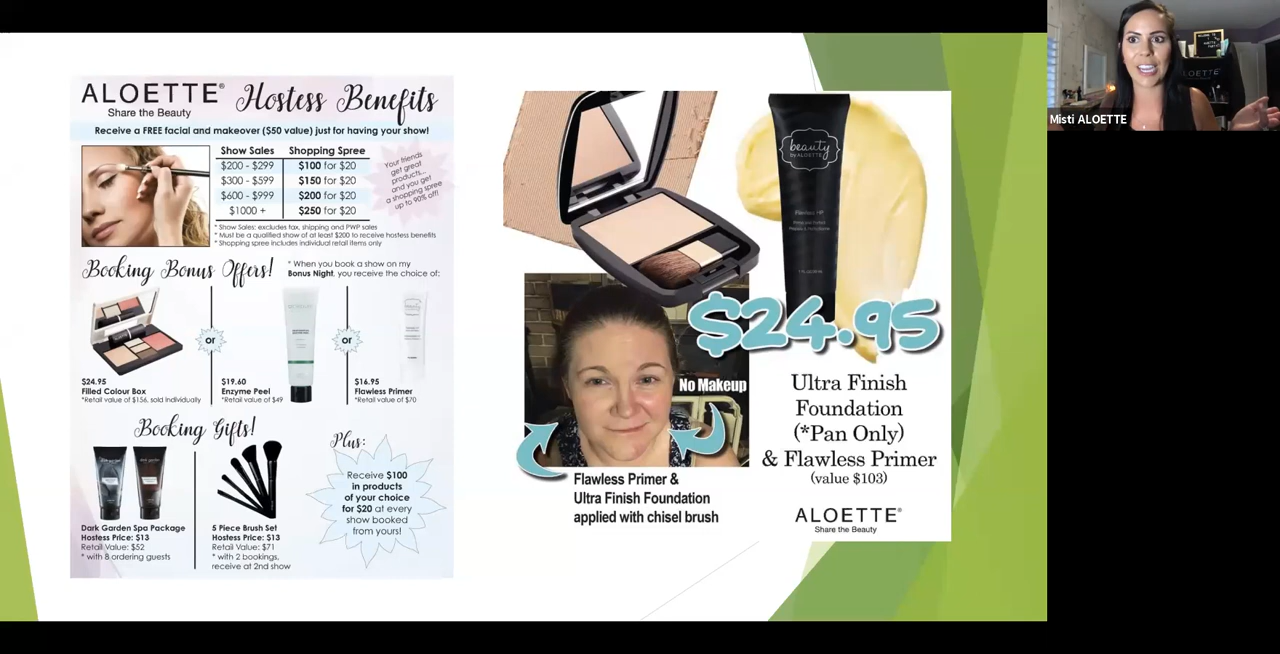 ALOETTE®
Share the Beauty
Hostess Benefits
Receive a FREE facial and makeover ($50 value) just for having your show!
Show Sales Shopping Spree
$200 - $299 $100 for $20
$300 - $599 $150 for $20
$600 - $999 $200 for $20
$1000 + $250 for $20
Your friends
get great
products...
and you get
a shopping spree
up to 90% off!
* Show Sales: excludes tax, shipping and PWP sales
* Must be a qualified show of at least $200 to receive hostess benefits
* Shopping spree includes individual retail items only
Booking Bonus Offers!
* When you book a show on my
Bonus Night, you receive the choice of:
or
or
$24.95
Filled Colour Box
*Retail value of $156, sold individually
$19.60
Enzyme Peel
*Retail value of $49
$16.95
Flawless Primer
*Retail value of $70
Booking Gifts!
Dark Garden Spa Package
Hostess Price: $13
Retail Value: $52
* with 8 ordering guests
5 Piece Brush Set
Hostess Price: $13
Retail Value: $71
* with 2 bookings,
receive at 2nd show
Plus:
Receive $100
in products
of your choice
for $20 at every
show booked
from yours!
beauty
by ALOETTE
Flawless HP
$24.95
No Makeup
Flawless Primer &
Ultra Finish Foundation
applied with chisel brush
Ultra Finish
Foundation
(*Pan Only)
& Flawless Primer
(value $103)
ALOETTE®
Share the Beauty
ALOETTE
Misti ALOETTE